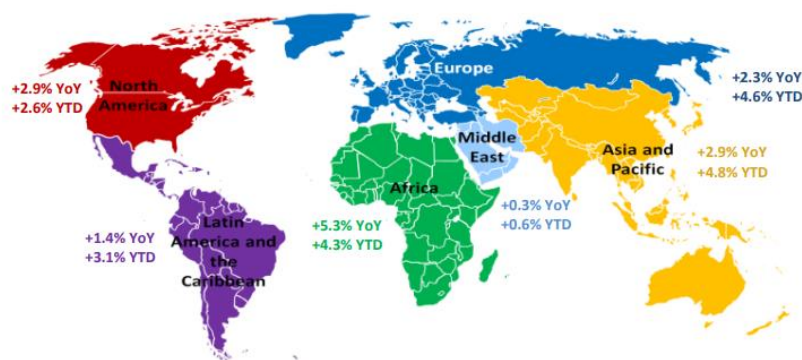 Europe
+2.3% YoY
+4.6% YTD
North
America
+2.9% YoY
+2.6% YTD
Middle
East
Asia and
Pacific
+2.9% YoY
+4.8% YTD
Africa
+0.3% YoY
+0.6% YTD
+5.3% YoY
+4.3% YTD
Latin
America and
the
Caribbean
+1.4% YoY
+3.1% YTD